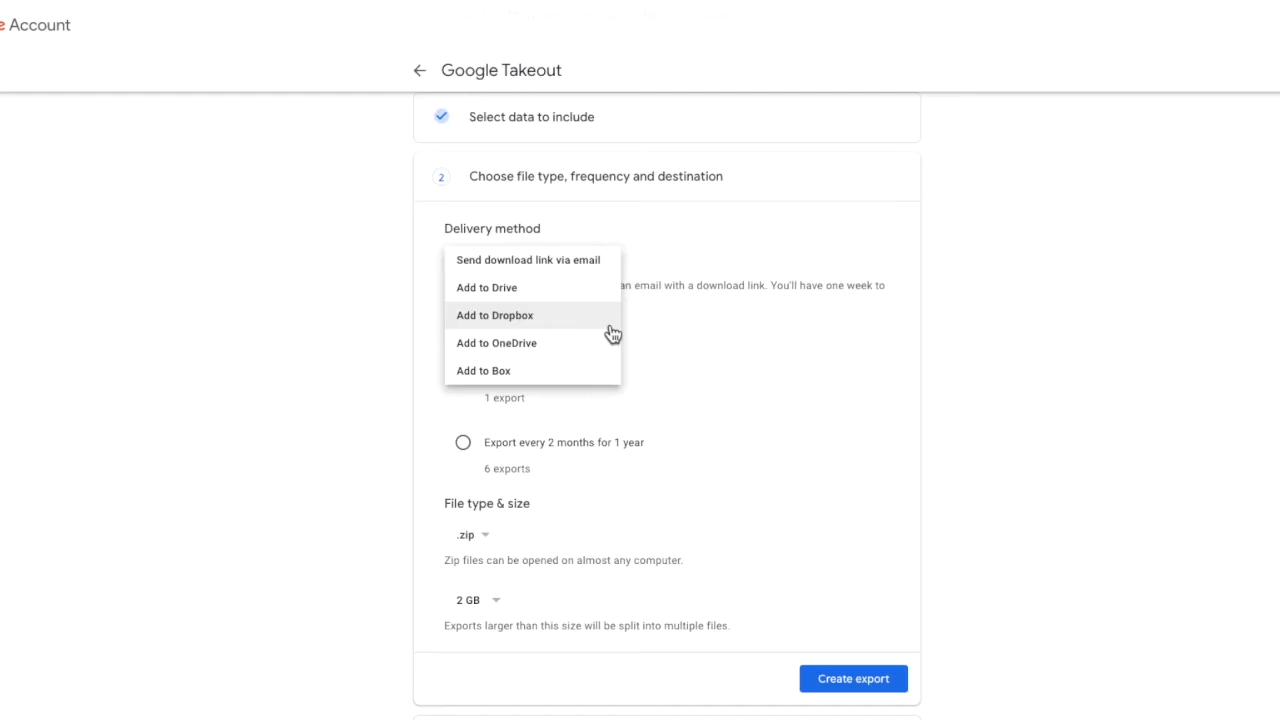 Account
Google Takeout
Select data to include
2
Choose file type, frequency and destination
Delivery method
Send download link via email
Add to Drive
an email with a download link. You'll have one week to
Add to Dropbox
Add to OneDrive
Add to Box
1 export
Export every 2 months for 1 year
6 exports
File type & size
.zip
Zip files can be opened on almost any computer.
2 GB
Exports larger than this size will be split into multiple files.
Create export